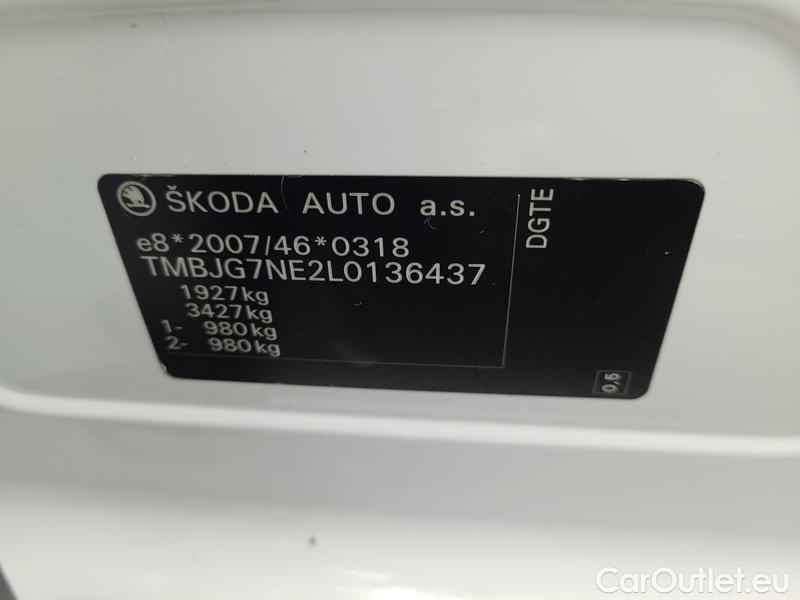 ŠKODA AUTO a.s.
e8*2007/46*0318
TMBJG7NE2L0136437
1927kg
3427kg
1- 980kg
2- 980kg
DGTE
0,5
CarOutlet.eu